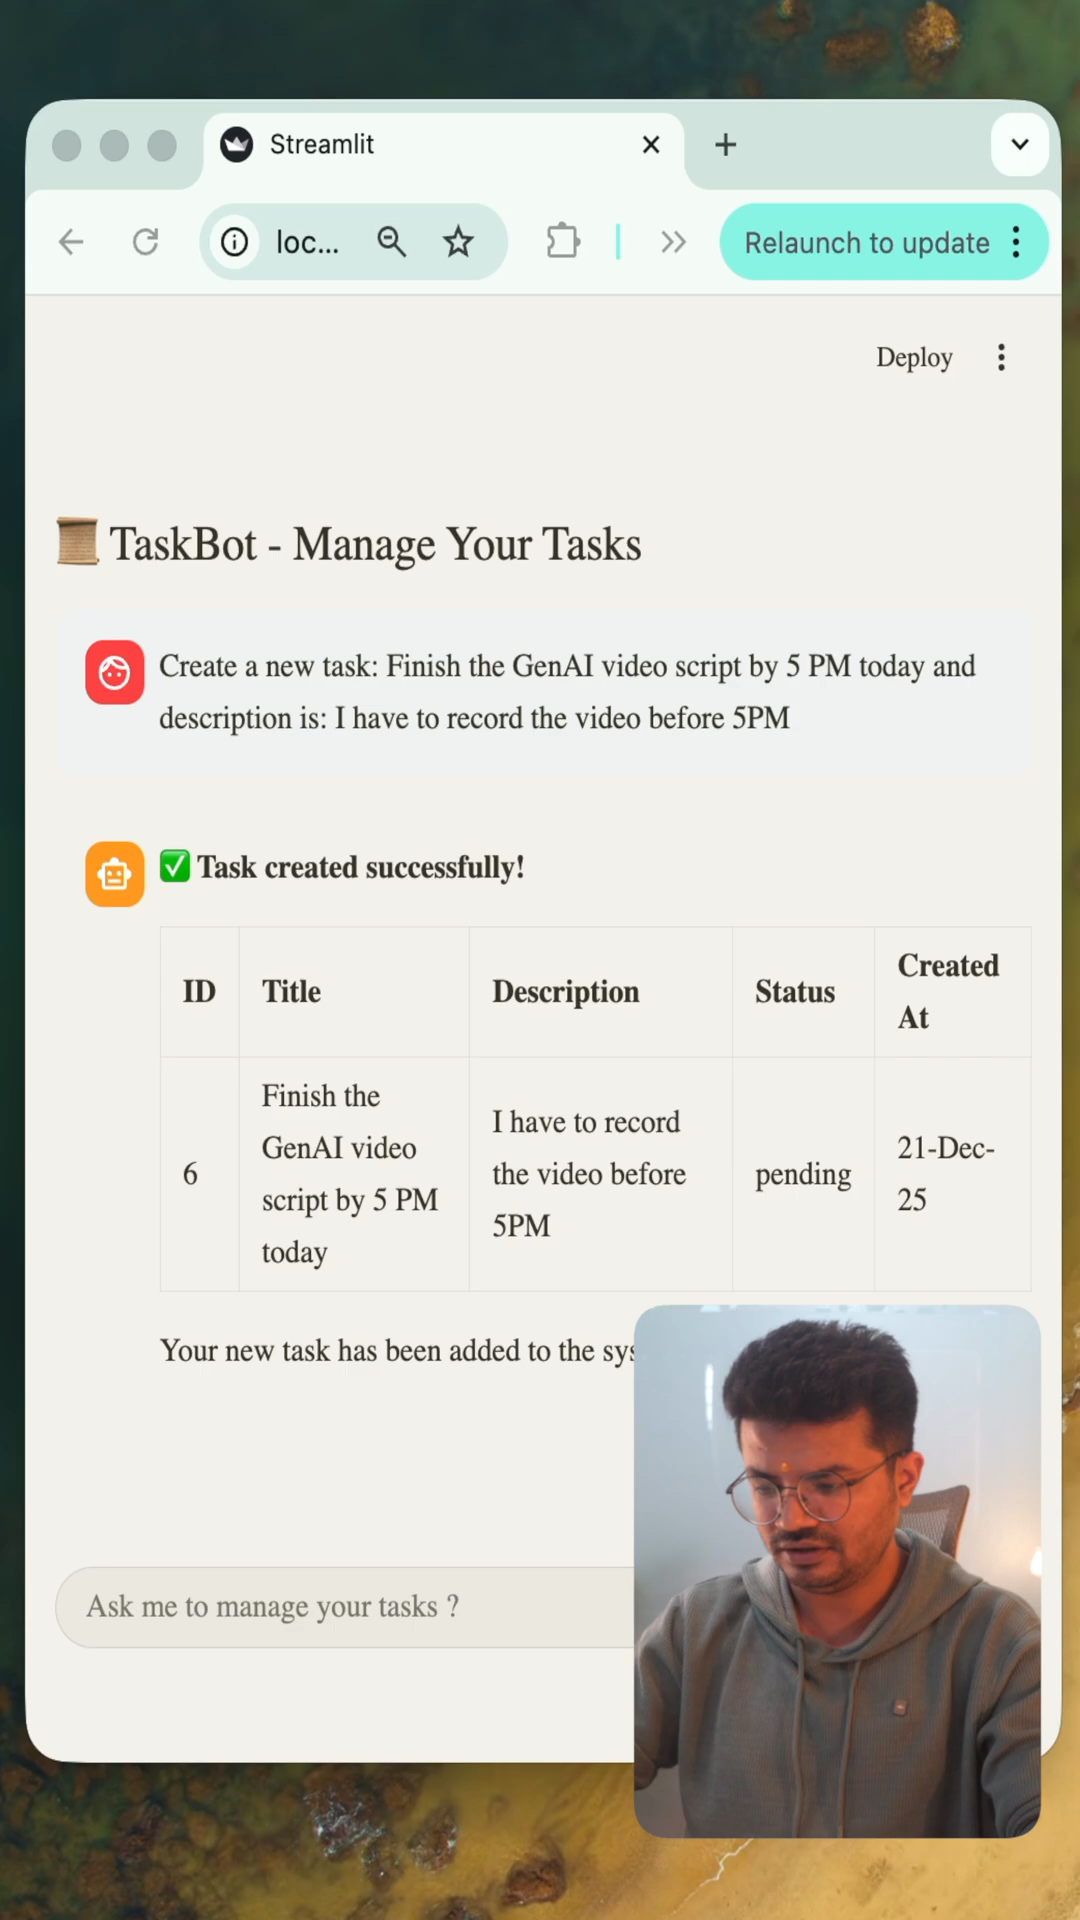 Streamlit
loc...
Relaunch to update
Deploy
TaskBot - Manage Your Tasks
Create a new task: Finish the GenAI video script by 5 PM today and
description is: I have to record the video before 5PM
Task created successfully!
ID Title Description Status Created At
6
Finish the
GenAI video
script by 5 PM
today
I have to record
the video before
5PM
pending
21-Dec-
25
Your new task has been added to the
Ask me to manage your tasks ?